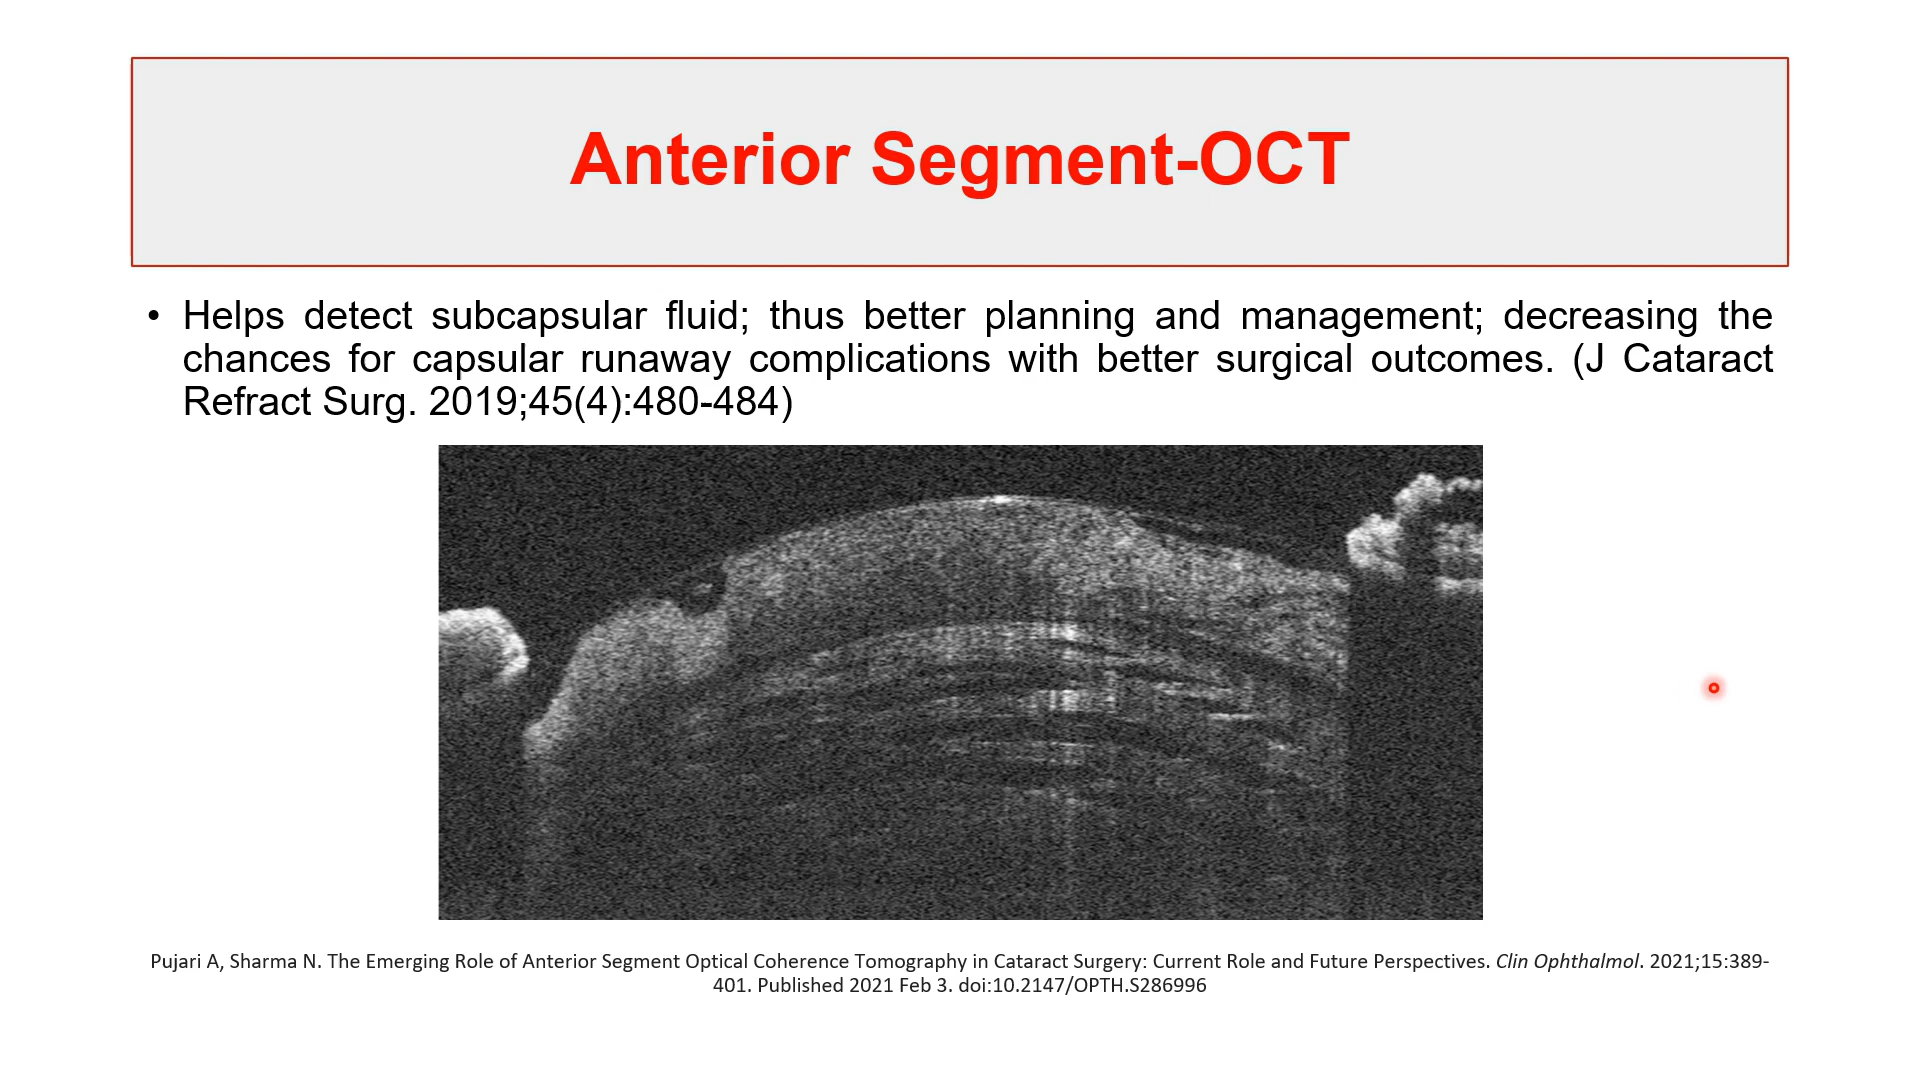 Anterior Segment-OCT
• Helps detect subcapsular fluid; thus better planning and management; decreasing the
chances for capsular runaway complications with better surgical outcomes. (J Cataract
Refract Surg. 2019;45(4):480-484)
Pujari A, Sharma N. The Emerging Role of Anterior Segment Optical Coherence Tomography in Cataract Surgery: Current Role and Future Perspectives. Clin Ophthalmol. 2021;15:389-
401. Published 2021 Feb 3. doi:10.2147/OPTH.S286996